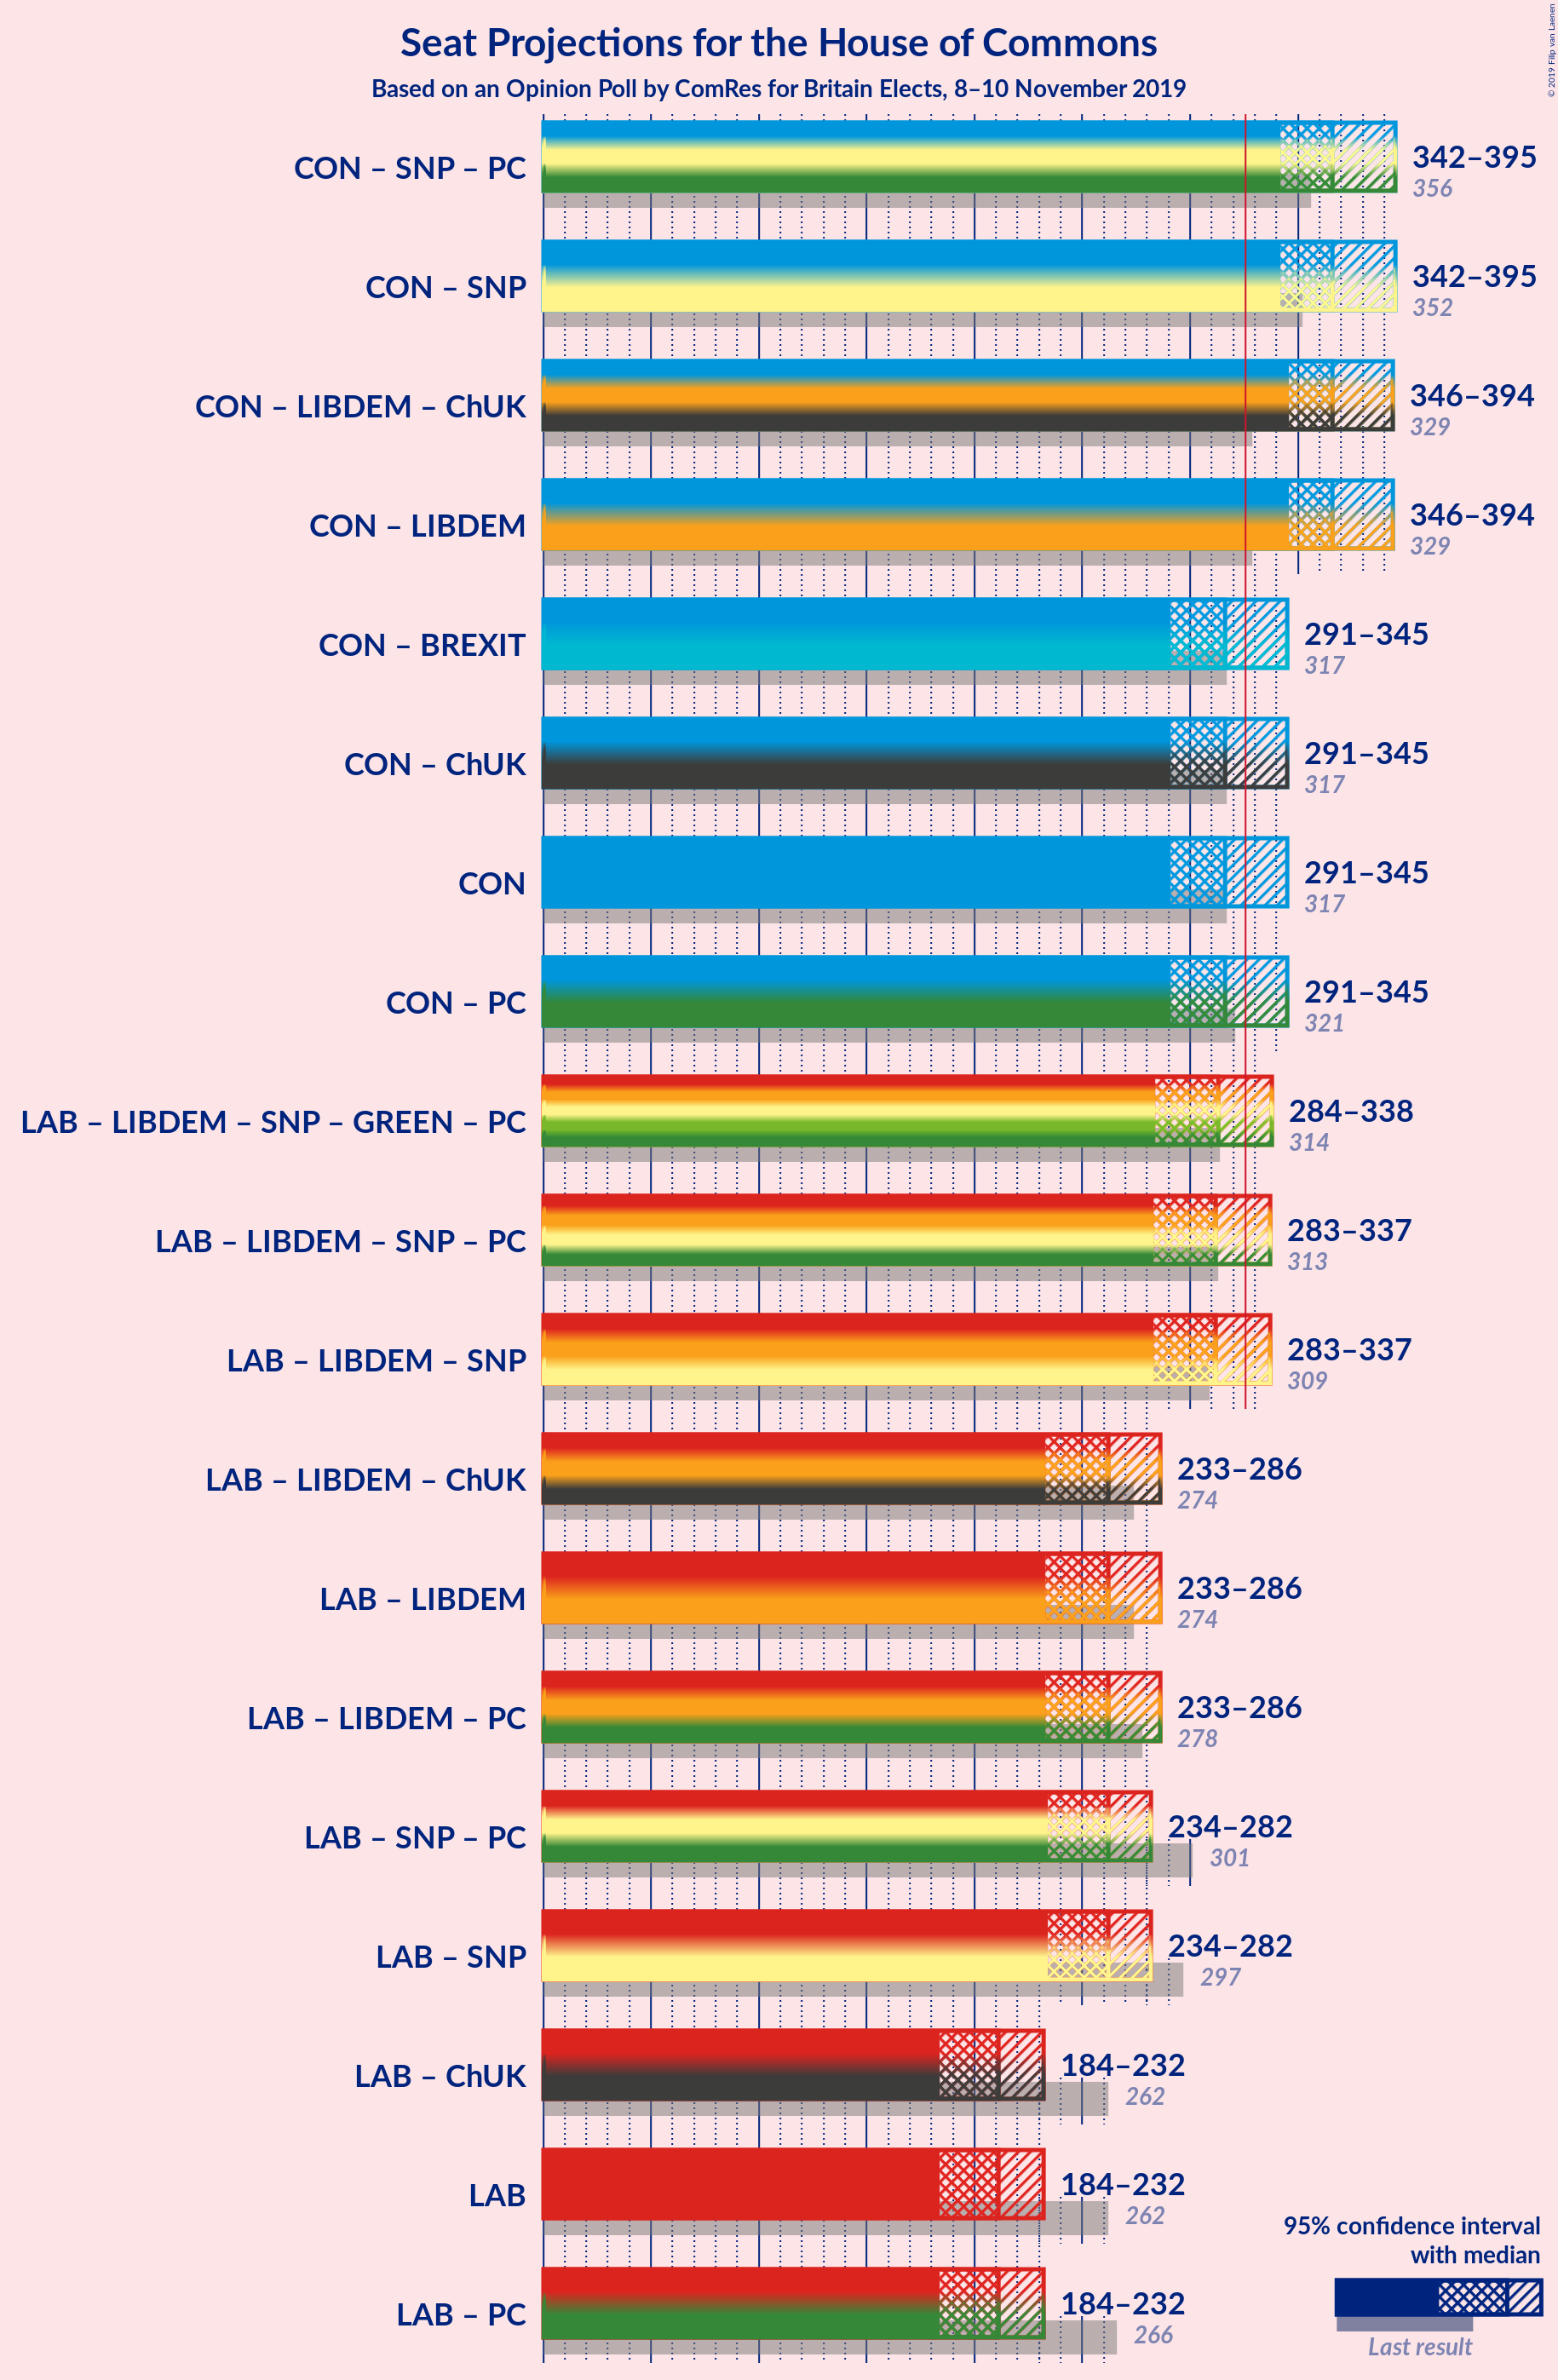 Seat Projections for the House of Commons
Based on an Opinion Poll by ComRes for Britain Elects, 8–10 November 2019
© 2019 Filip van Laenen
CON – SNP – PC
342–395
356
CON – SNP
342–395
352
CON – LIBDEM – ChUK
346–394
329
CON – LIBDEM
346–394
329
CON – BREXIT
291–345
317
CON – ChUK
291–345
317
CON
291–345
317
CON – PC
291–345
321
LAB – LIBDEM – SNP – GREEN – PC
284–338
314
LAB – LIBDEM – SNP – PC
283–337
313
LAB – LIBDEM – SNP
283–337
309
LAB – LIBDEM – ChUK
233–286
274
LAB – LIBDEM
233–286
274
LAB – LIBDEM – PC
233–286
278
LAB – SNP – PC
234–282
301
LAB – SNP
234–282
297
LAB – ChUK
184–232
262
LAB
184–232
262
LAB – PC
184–232
266
95% confidence interval
with median
Last result